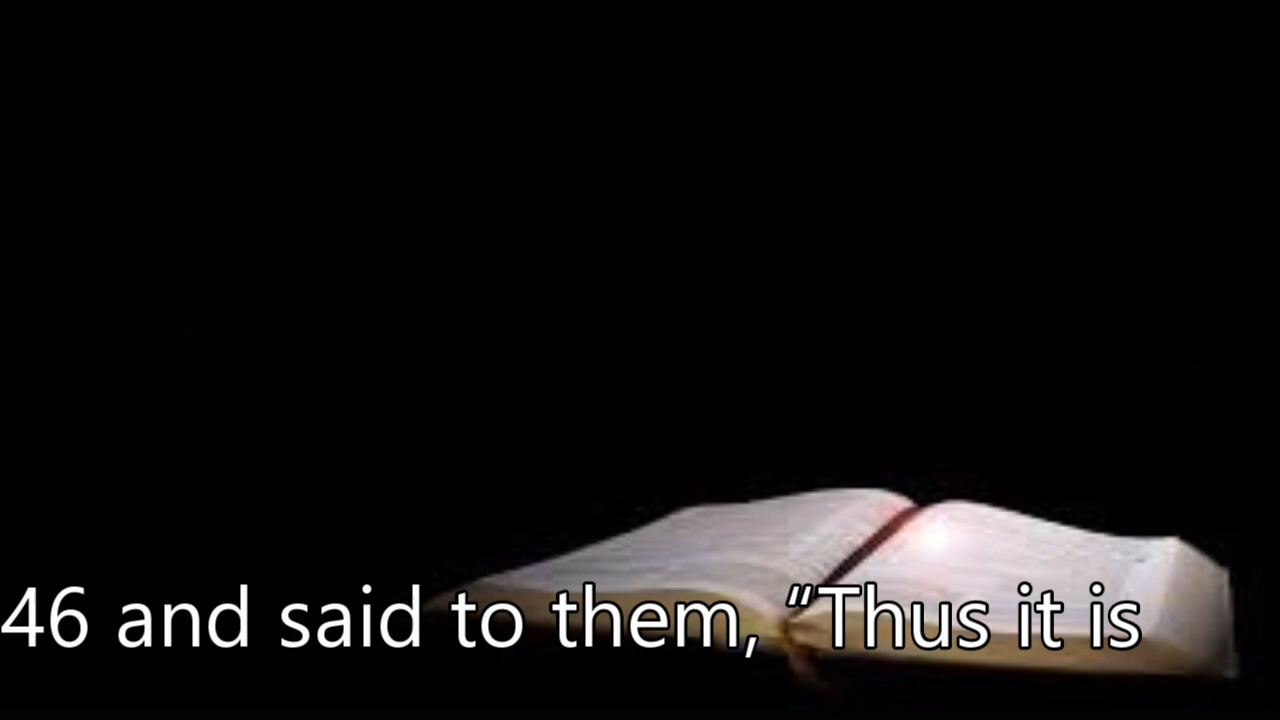 46 and said to them, “Thus it is